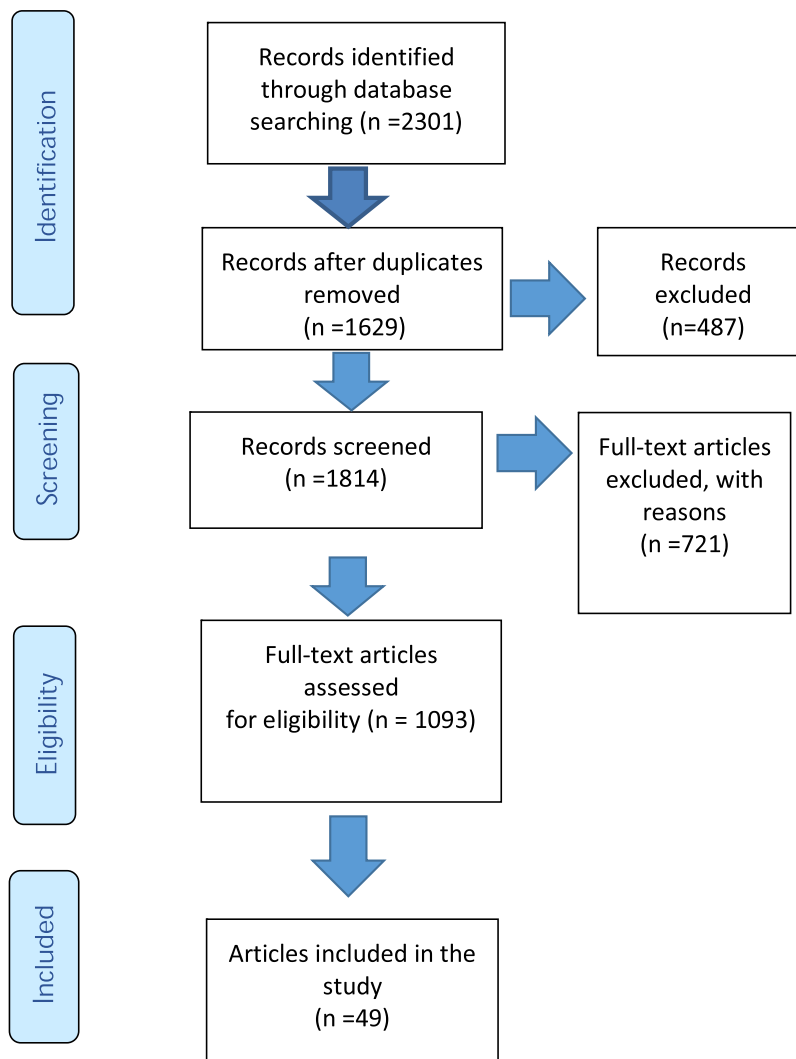 Identification
Records identified
through database
searching (n =2301)
Records after duplicates
removed
(n =1629)
Records
excluded
(n=487)
Screening
Records screened
(n =1814)
Full-text articles
excluded, with
reasons
(n =721)
Eligibility
Full-text articles
assessed
for eligibility (n = 1093)
Included
Articles included in the
study
(n =49)